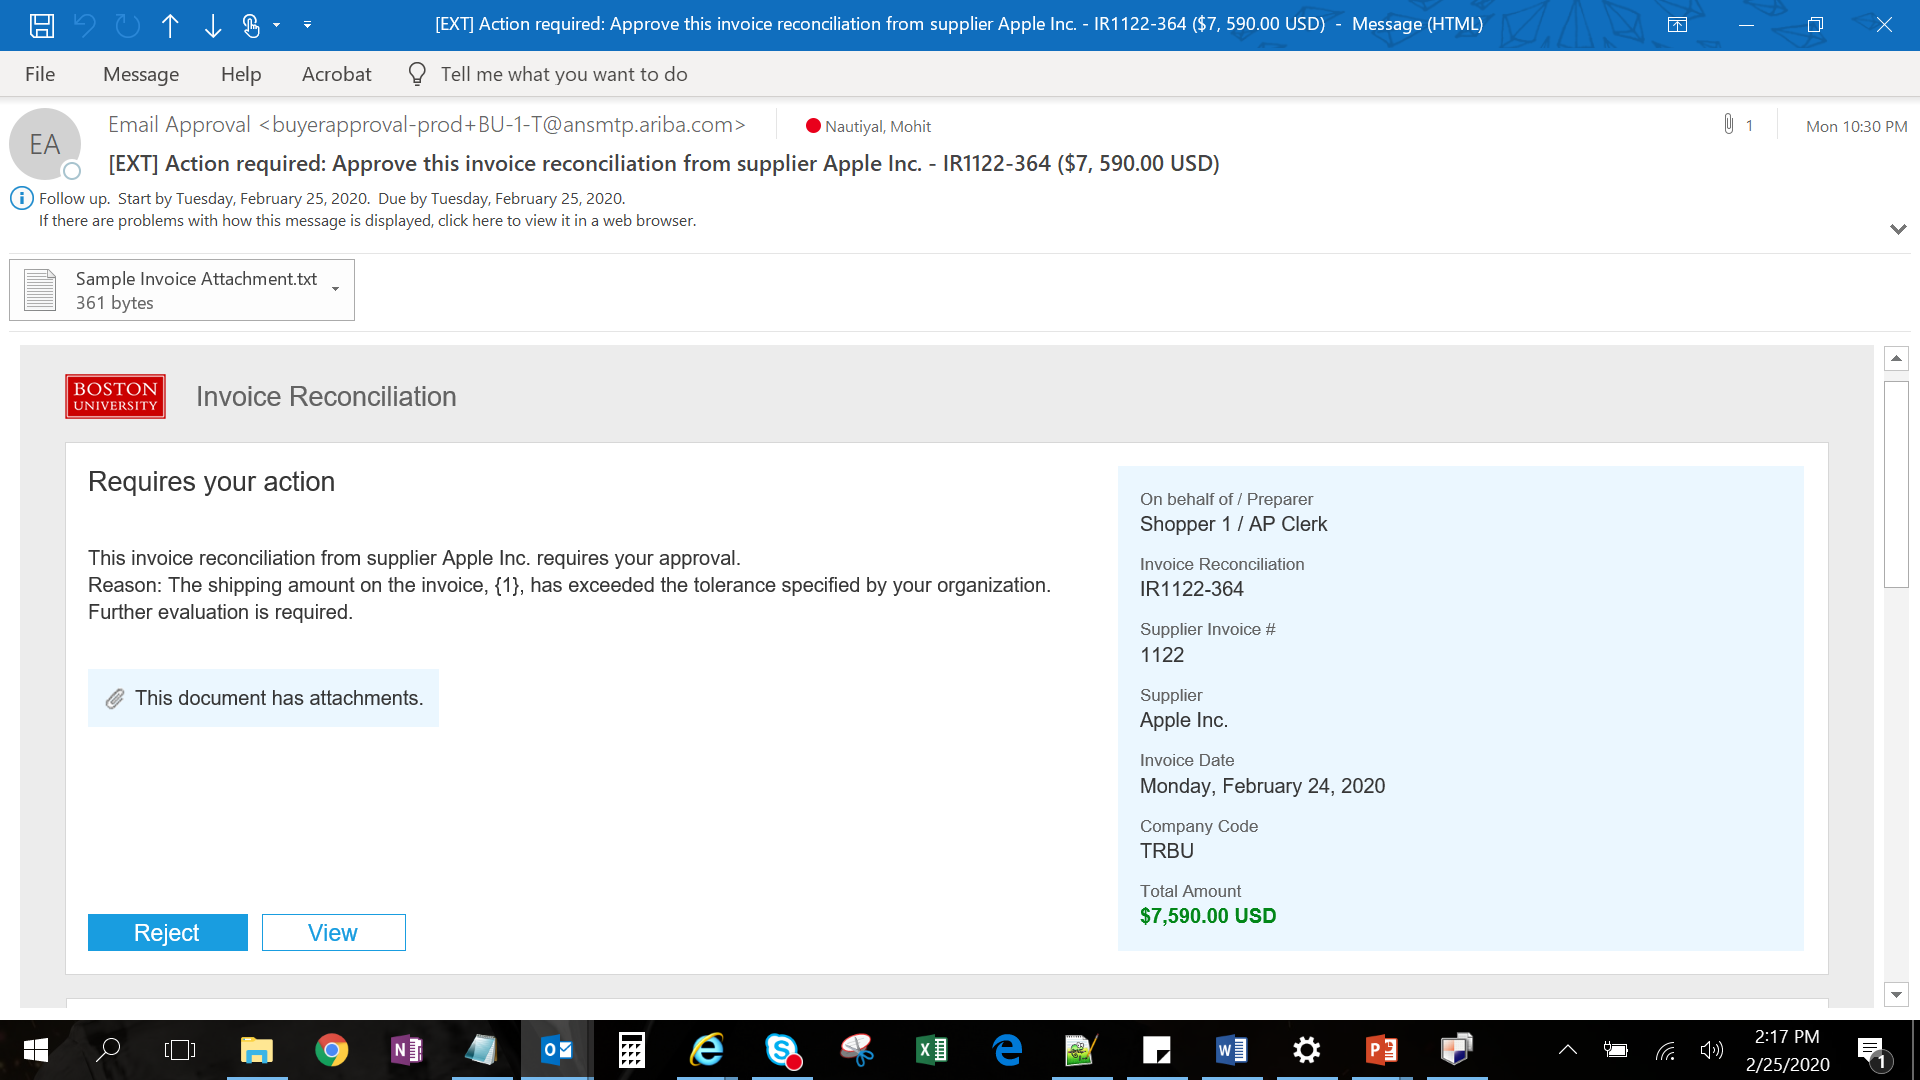 [EXT] Action required: Approve this invoice reconciliation from supplier Apple Inc. - IR1122-364 ($7, 590.00 USD) - Message (HTML)
File Message Help Acrobat Tell me what you want to do
EA
Email Approval <buyerapproval-prod+BU-1-T@ansmtp.ariba.com> Nautiyal, Mohit 1 Mon 10:30 PM
[EXT] Action required: Approve this invoice reconciliation from supplier Apple Inc. - IR1122-364 ($7, 590.00 USD)
Follow up. Start by Tuesday, February 25, 2020. Due by Tuesday, February 25, 2020.
If there are problems with how this message is displayed, click here to view it in a web browser.
Sample Invoice Attachment.txt
361 bytes
BOSTON
UNIVERSITY
Invoice Reconciliation
Requires your action
This invoice reconciliation from supplier Apple Inc. requires your approval.
Reason: The shipping amount on the invoice, {1}, has exceeded the tolerance specified by your organization.
Further evaluation is required.
This document has attachments.
Reject View
On behalf of / Preparer
Shopper 1 / AP Clerk
Invoice Reconciliation
IR1122-364
Supplier Invoice #
1122
Supplier
Apple Inc.
Invoice Date
Monday, February 24, 2020
Company Code
TRBU
Total Amount
$7,590.00 USD
2:17 PM
2/25/2020
1